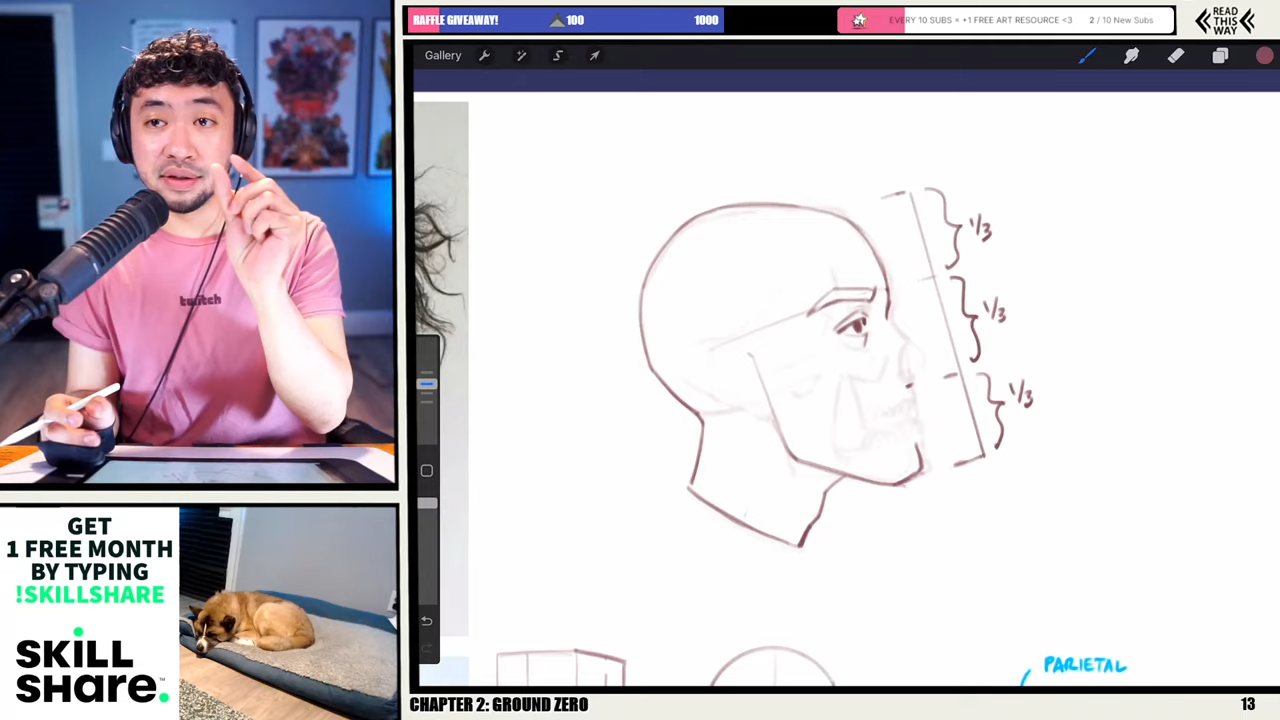 RAFFLE GIVEAWAY! 100 1000
EVERY 10 SUBS = +1 FREE ART RESOURCE <3 2 / 10 New Subs
READ
THIS
WAY
Gallery
twitch
1/3
1/3
1/3
PARIETAL
GET
1 FREE MONTH
BY TYPING
!SKILLSHARE
SKILL
SHare.
CHAPTER 2: GROUND ZERO
13